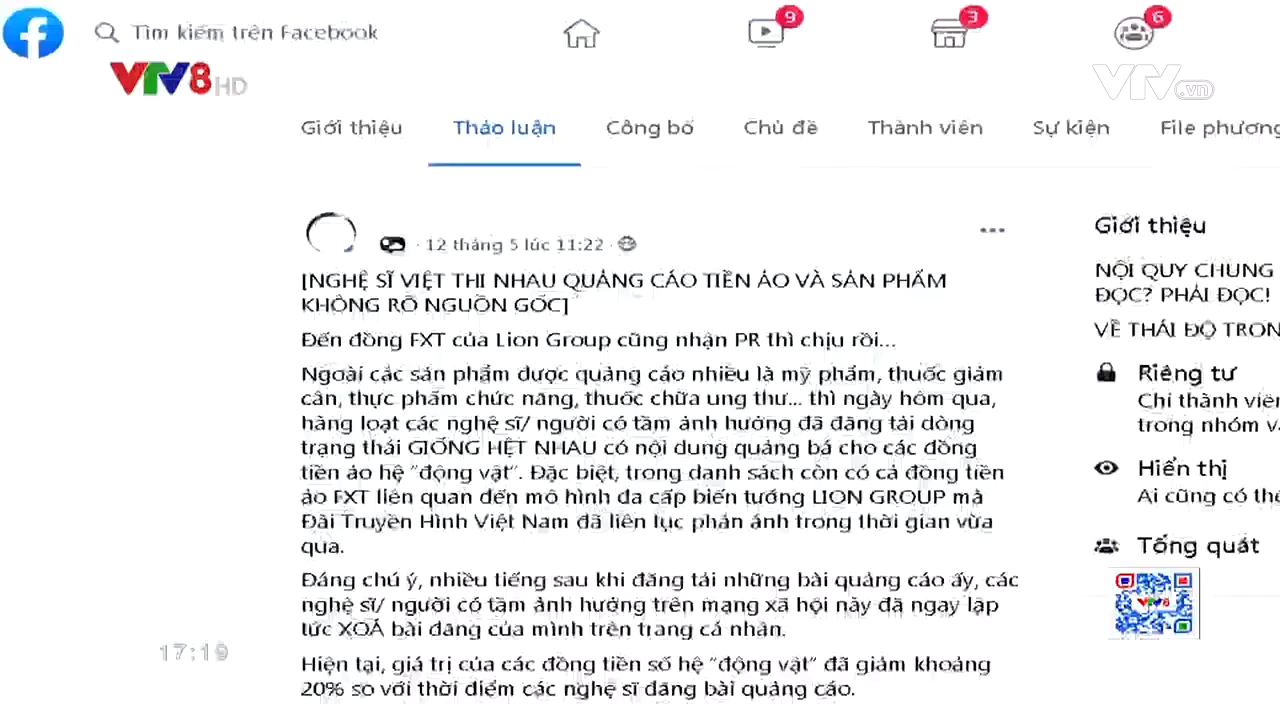 Tìm kiếm trên Facebook
9
3
6
VTV8 HD
VTV.vn
Giới thiệu
Thảo luận
Công bố
Chủ đề
Thành viên
Sự kiện
File phương
· 12 tháng 5 lúc 11:22 ·
[NGHỆ SĨ VIỆT THI NHAU QUẢNG CÁO TIỀN ẢO VÀ SẢN PHẨM
KHÔNG RÕ NGUỒN GỐC]
Đến đồng FXT của Lion Group cũng nhận PR thì chịu rồi...
Ngoài các sản phẩm được quảng cáo nhiều là mỹ phẩm, thuốc giảm
cân, thực phẩm chức năng, thuốc chữa ung thư... thì ngày hôm qua,
hàng loạt các nghệ sĩ/ người có tầm ảnh hưởng đã đăng tải dòng
trạng thái GIỐNG HỆT NHAU có nội dung quảng bá cho các đồng
tiền ảo hệ "động vật". Đặc biệt, trong danh sách còn có cả đồng tiền
ảo FXT liên quan đến mô hình đa cấp biến tướng LION GROUP mà
Đài Truyền Hình Việt Nam đã liên tục phản ánh trong thời gian vừa
qua.
Đáng chú ý, nhiều tiếng sau khi đăng tải những bài quảng cáo ấy, các
nghệ sĩ/ người có tầm ảnh hưởng trên mạng xã hội này đã ngay lập
tức XOÁ bài đăng của mình trên trang cá nhân.
Hiện tại, giá trị của các đồng tiền số hệ "động vật" đã giảm khoảng
20% so với thời điểm các nghệ sĩ đăng bài quảng cáo.
Giới thiệu
NỘI QUY CHUNG
ĐỌC? PHẢI ĐỌC!
VỀ THÁI ĐỘ TRON
Riêng tư
Chỉ thành viên
trong nhóm v
Hiển thị
Ai cũng có thể
Tổng quát
VTV8
17:19